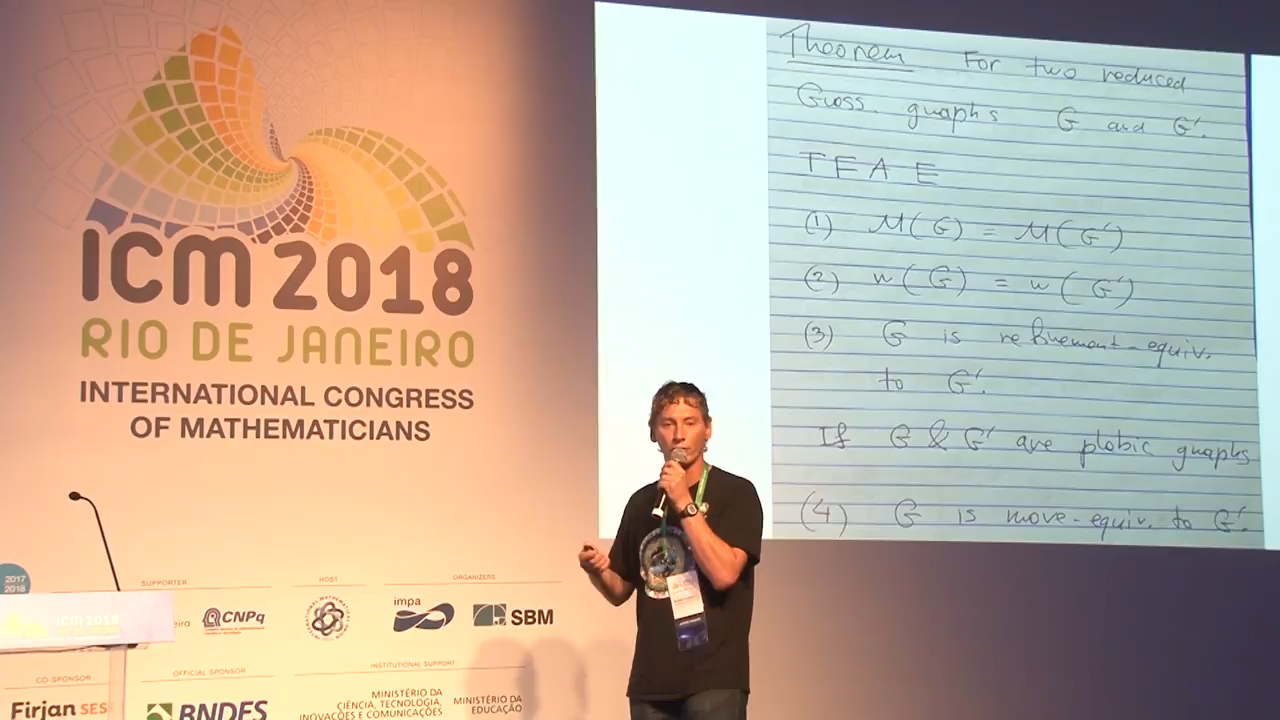 ICM 2018
RIO DE JANEIRO
INTERNATIONAL CONGRESS
OF MATHEMATICIANS
Theorem For two reduced
Grass. graphs G and G'.
TFAE
(1) M(G) = M(G')
(2) w(G) = w(G')
(3) G is refinement-equiv.
to G'.
If G & G' are plabic graphs
(4) G is move-equiv. to G'.
2017
2018
SUPPORTER
HOST
ORGANIZERS
CNPq
impa
SBM
CO-SPONSOR
OFFICIAL SPONSOR
INSTITUTIONAL SUPPORT
Firjan SESI
BNDES
MINISTÉRIO DA
CIÊNCIA, TECNOLOGIA,
INOVAÇÕES E COMUNICAÇÕES
MINISTÉRIO DA
EDUCAÇÃO